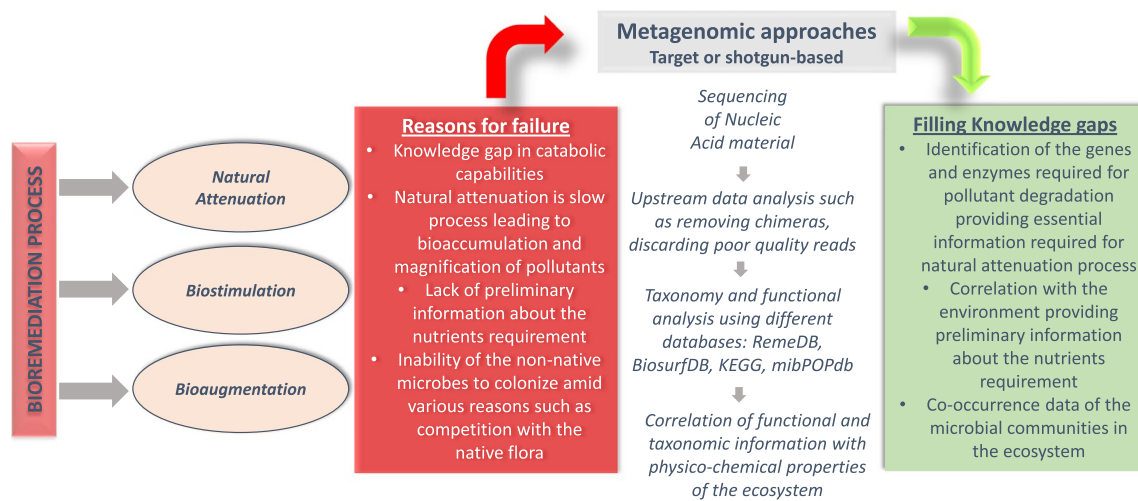 BIOREMEDIATION PROCESS
Natural
Attenuation
Biostimulation
Bioaugmentation
Reasons for failure
• Knowledge gap in catabolic
capabilities
• Natural attenuation is slow
process leading to
bioaccumulation and
magnification of pollutants
• Lack of preliminary
information about the
nutrients requirement
• Inability of the non-native
microbes to colonize amid
various reasons such as
competition with the
native flora
Metagenomic approaches
Target or shotgun-based
Sequencing
of Nucleic
Acid material
Upstream data analysis such
as removing chimeras,
discarding poor quality reads
Taxonomy and functional
analysis using different
databases: RemeDB,
BiosurfDB, KEGG, mibPOPdb
Correlation of functional and
taxonomic information with
physico-chemical properties
of the ecosystem
Filling Knowledge gaps
• Identification of the genes
and enzymes required for
pollutant degradation
providing essential
information required for
natural attenuation process
• Correlation with the
environment providing
preliminary information
about the nutrients
requirement
• Co-occurrence data of the
microbial communities in
the ecosystem